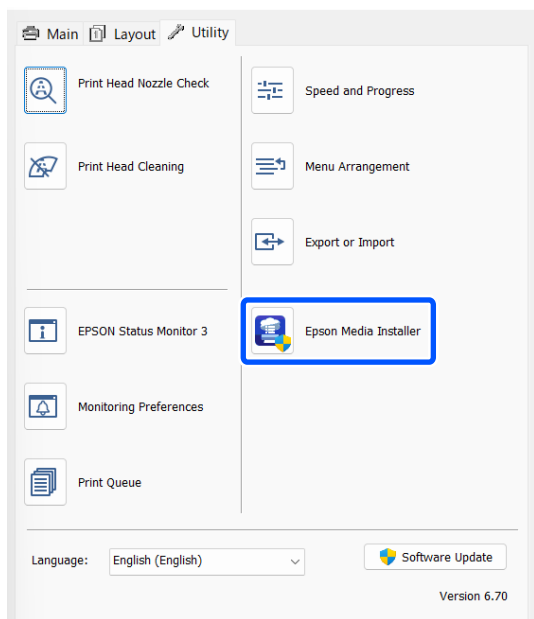 Main
Layout
Utility
Print Head Nozzle Check
Speed and Progress
Print Head Cleaning
Menu Arrangement
Export or Import
EPSON Status Monitor 3
Epson Media Installer
Monitoring Preferences
Print Queue
Language:
English (English)
Software Update
Version 6.70